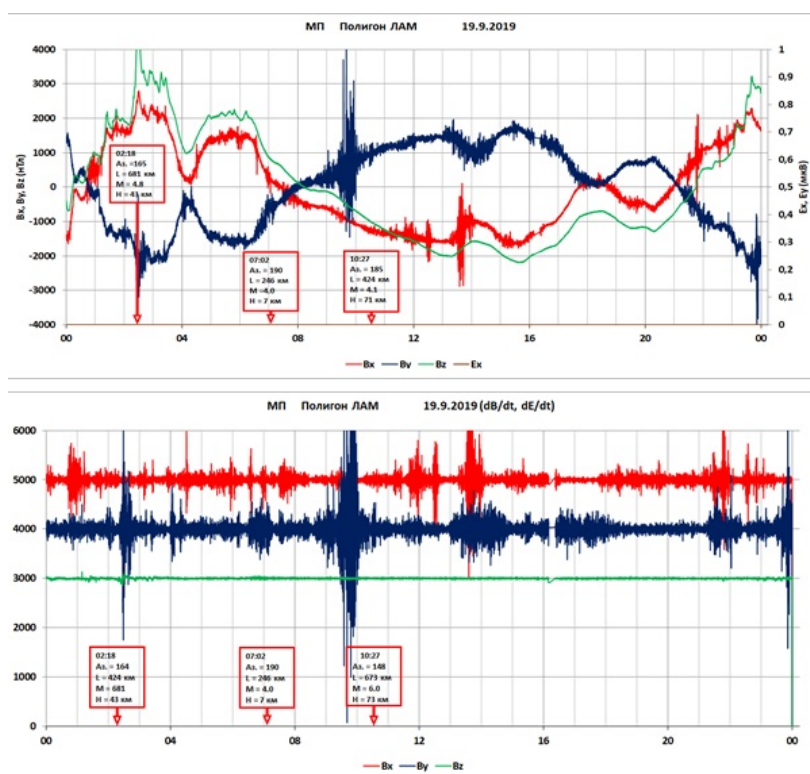 МП Полигон ЛАМ 19.9.2019
4000
3000
2000
1000
0
-1000
-2000
-3000
-4000
Bx, By, Bz (нТл)
1
0,9
0,8
0,7
0,6
0,5
0,4
0,3
0,2
0,1
0
Ex, Ey (мкВ)
02:18
Аз. =165
L = 681 км
М = 4.8
Н = 43 км
07:02
Аз. = 190
L = 246 км
М =4.0
Н = 7 км
10:27
Аз. = 185
L = 424 км
М = 4.1
Н = 71 км
00 04 08 12 16 20 00
Bx By Bz Ex
МП Полигон ЛАМ 19.9.2019 (dB/dt, dE/dt)
6000
5000
4000
3000
2000
1000
0
02:18
Аз. = 164
L = 424 км
М = 681
Н = 43 км
07:02
Аз. = 190
L = 246 км
М = 4.0
Н = 7 км
10:27
Аз. = 148
L = 673 км
М = 6.0
Н = 73 км
00 04 08 12 16 20 00
Bx By Bz